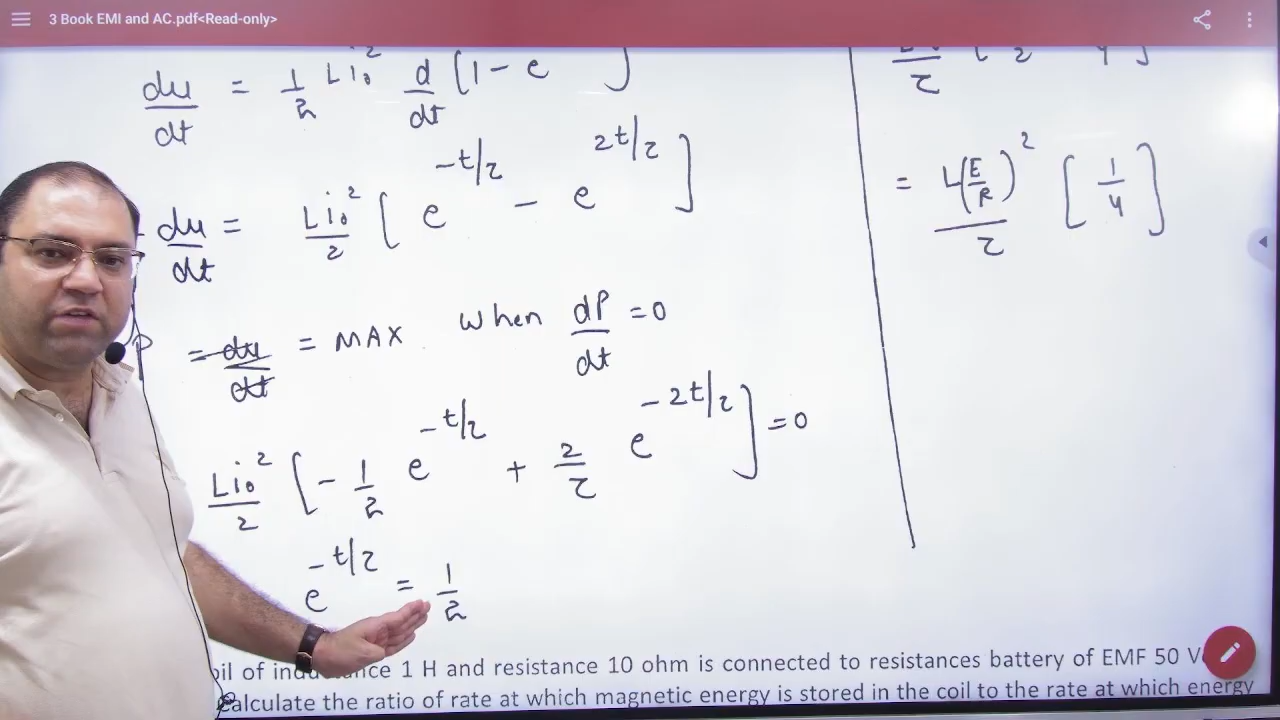 3 Book EMI and AC.pdf<Read-only>
du/dt = 1/2 Li₀² d/dt [1 - e ]
du/dt = Li₀²/τ [ e^(-t/τ) - e^(2t/τ) ]
P
= du/dt = MAX when dP/dt = 0
Li₀²/τ [ - 1/τ e^(-t/τ) + 2/τ e^(-2t/τ) ] = 0
e^(-t/τ) = 1/2
τ 2 4 ]
= L(E/R)²/τ [ 1/4 ]
oil of inductance 1 H and resistance 10 ohm is connected to resistances battery of EMF 50 V
calculate the ratio of rate at which magnetic energy is stored in the coil to the rate at which energy